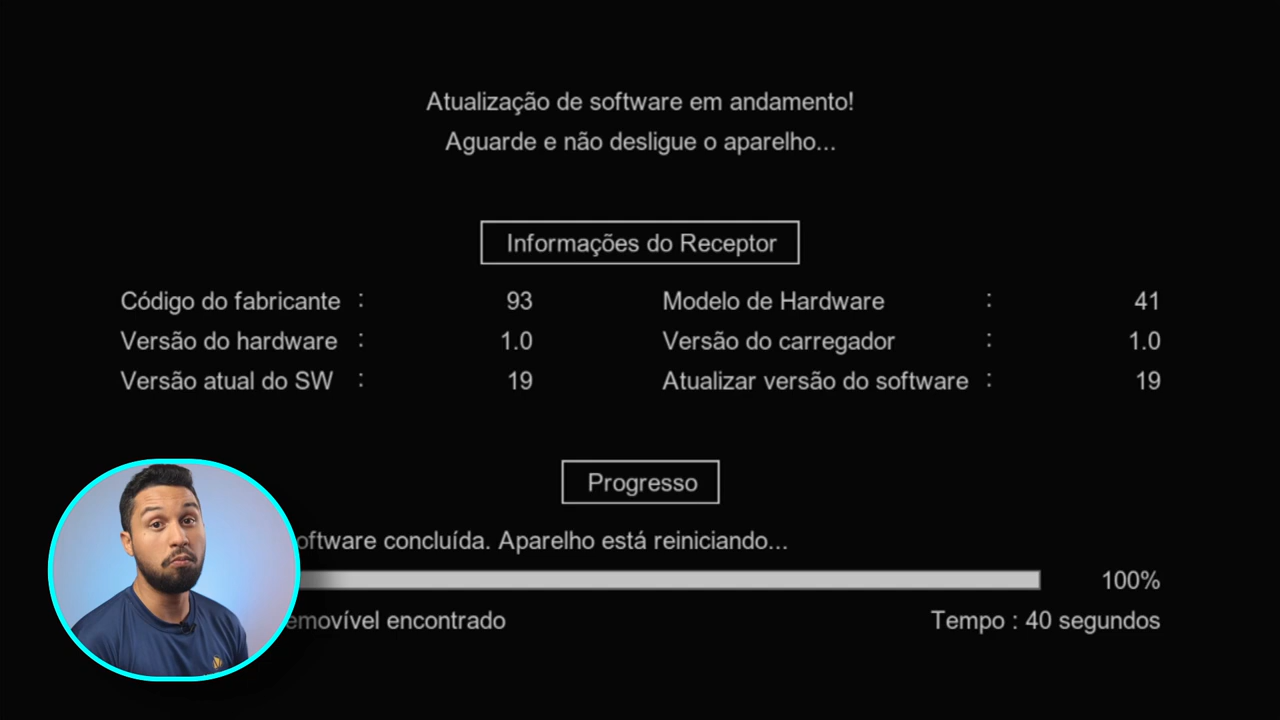 Atualização de software em andamento!
Aguarde e não desligue o aparelho...
Informações do Receptor
Código do fabricante : 93 Modelo de Hardware : 41
Versão do hardware : 1.0 Versão do carregador : 1.0
Versão atual do SW : 19 Atualizar versão do software : 19
Progresso
concluída. Aparelho está reiniciando...
100%
encontrado Tempo : 40 segundos